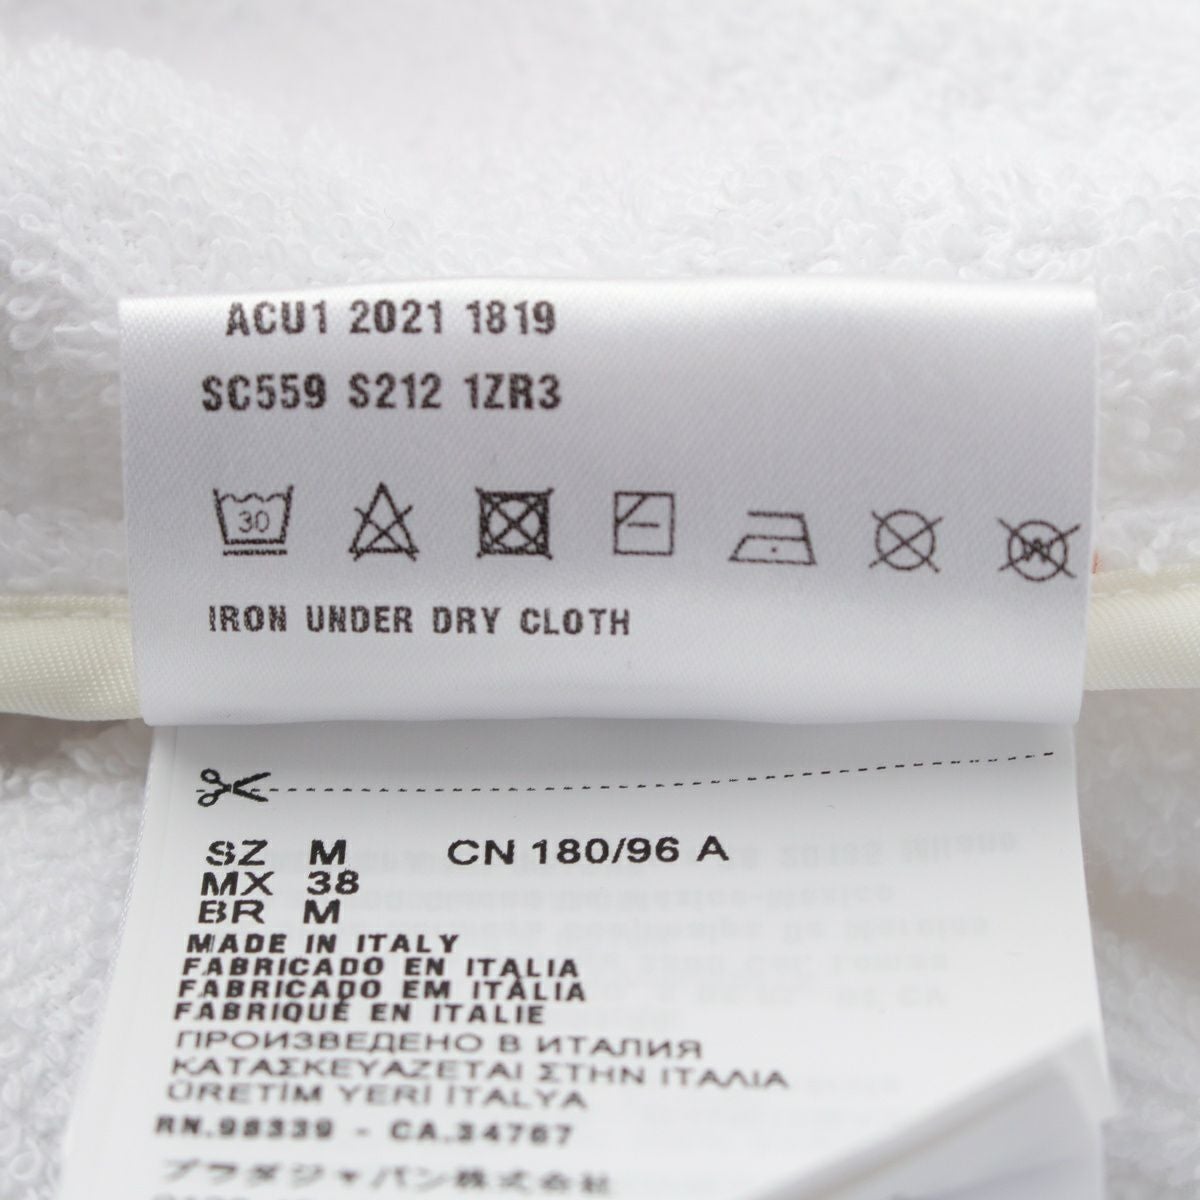 ACU1 2021 1819
SC559 S212 1ZR3
30
W
IRON UNDER DRY CLOTH
SZ M CN 180/96 A
MX 38
BR M
MADE IN ITALY
FABRICADO EN ITALIA
FABRICADO EM ITÀLIA
FABRIQUÉ EN ITALIE
ПРОИЗВЕДЕНО В ИТАЛИЯ
ΚΑΤΑΣΚΕΥΑΖΕΤΑΙ ΣΤΗΝ ΙΤΑΛΙΑ
ÜRETİM YERİ İTALYA
RN.98339 - CA.34767
プラダジャパン株式会社